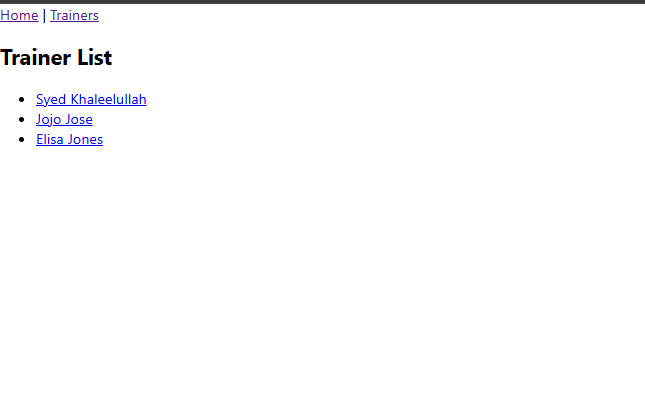 Home | Trainers
Trainer List
Syed Khaleelullah
Jojo Jose
Elisa Jones